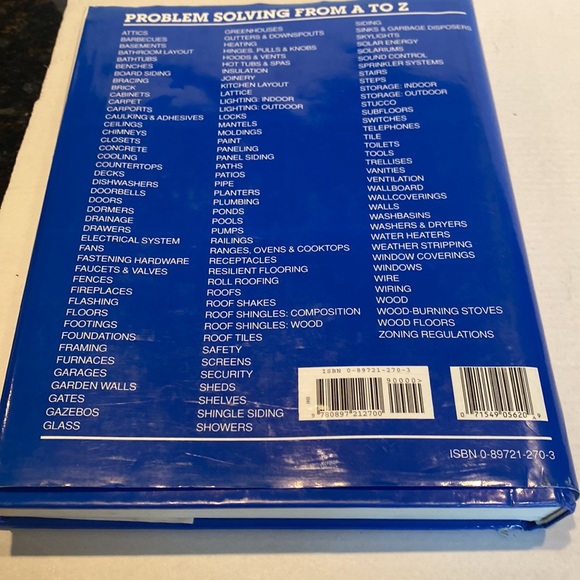 PROBLEM SOLVING FROM A TO Z
ATTICS
BARBECUES
BASEMENTS
BATHROOM LAYOUT
BATHTUBS
BENCHES
BOARD SIDING
BRACING
BRICK
CABINETS
CARPET
CARPORTS
CAULKING & ADHESIVES
CEILINGS
CHIMNEYS
CLOSETS
CONCRETE
COOLING
COUNTERTOPS
DECKS
DISHWASHERS
DOORBELLS
DOORS
DORMERS
DRAINAGE
DRAWERS
ELECTRICAL SYSTEM
FANS
FASTENING HARDWARE
FAUCETS & VALVES
FENCES
FIREPLACES
FLASHING
FLOORS
FOOTINGS
FOUNDATIONS
FRAMING
FURNACES
GARAGES
GARDEN WALLS
GATES
GAZEBOS
GLASS
GREENHOUSES
GUTTERS & DOWNSPOUTS
HEATING
HINGES, PULLS & KNOBS
HOODS & VENTS
HOT TUBS & SPAS
INSULATION
JOINERY
KITCHEN LAYOUT
LATTICE
LIGHTING: INDOOR
LIGHTING: OUTDOOR
LOCKS
MANTELS
MOLDINGS
PAINT
PANELING
PANEL SIDING
PATHS
PATIOS
PIPE
PLANTERS
PLUMBING
PONDS
POOLS
PUMPS
RAILINGS
RANGES, OVENS & COOKTOPS
RECEPTACLES
RESILIENT FLOORING
ROLL ROOFING
ROOFS
ROOF SHAKES
ROOF SHINGLES: COMPOSITION
ROOF SHINGLES: WOOD
ROOF TILES
SAFETY
SCREENS
SECURITY
SHEDS
SHELVES
SHINGLE SIDING
SHOWERS
SIDING
SINKS & GARBAGE DISPOSERS
SKYLIGHTS
SOLAR ENERGY
SOLARIUMS
SOUND CONTROL
SPRINKLER SYSTEMS
STAIRS
STEPS
STORAGE: INDOOR
STORAGE: OUTDOOR
STUCCO
SUBFLOORS
SWITCHES
TELEPHONES
TILE
TOILETS
TOOLS
TRELLISES
VANITIES
VENTILATION
WALLBOARD
WALLCOVERINGS
WALLS
WASHBASINS
WASHERS & DRYERS
WATER HEATERS
WEATHER STRIPPING
WINDOW COVERINGS
WINDOWS
WIRE
WIRING
WOOD
WOOD-BURNING STOVES
WOOD FLOORS
ZONING REGULATIONS
ISBN 0-89721-270-3
90000>
9 780897 212700
0 71549 05620 9
ISBN 0-89721-270-3